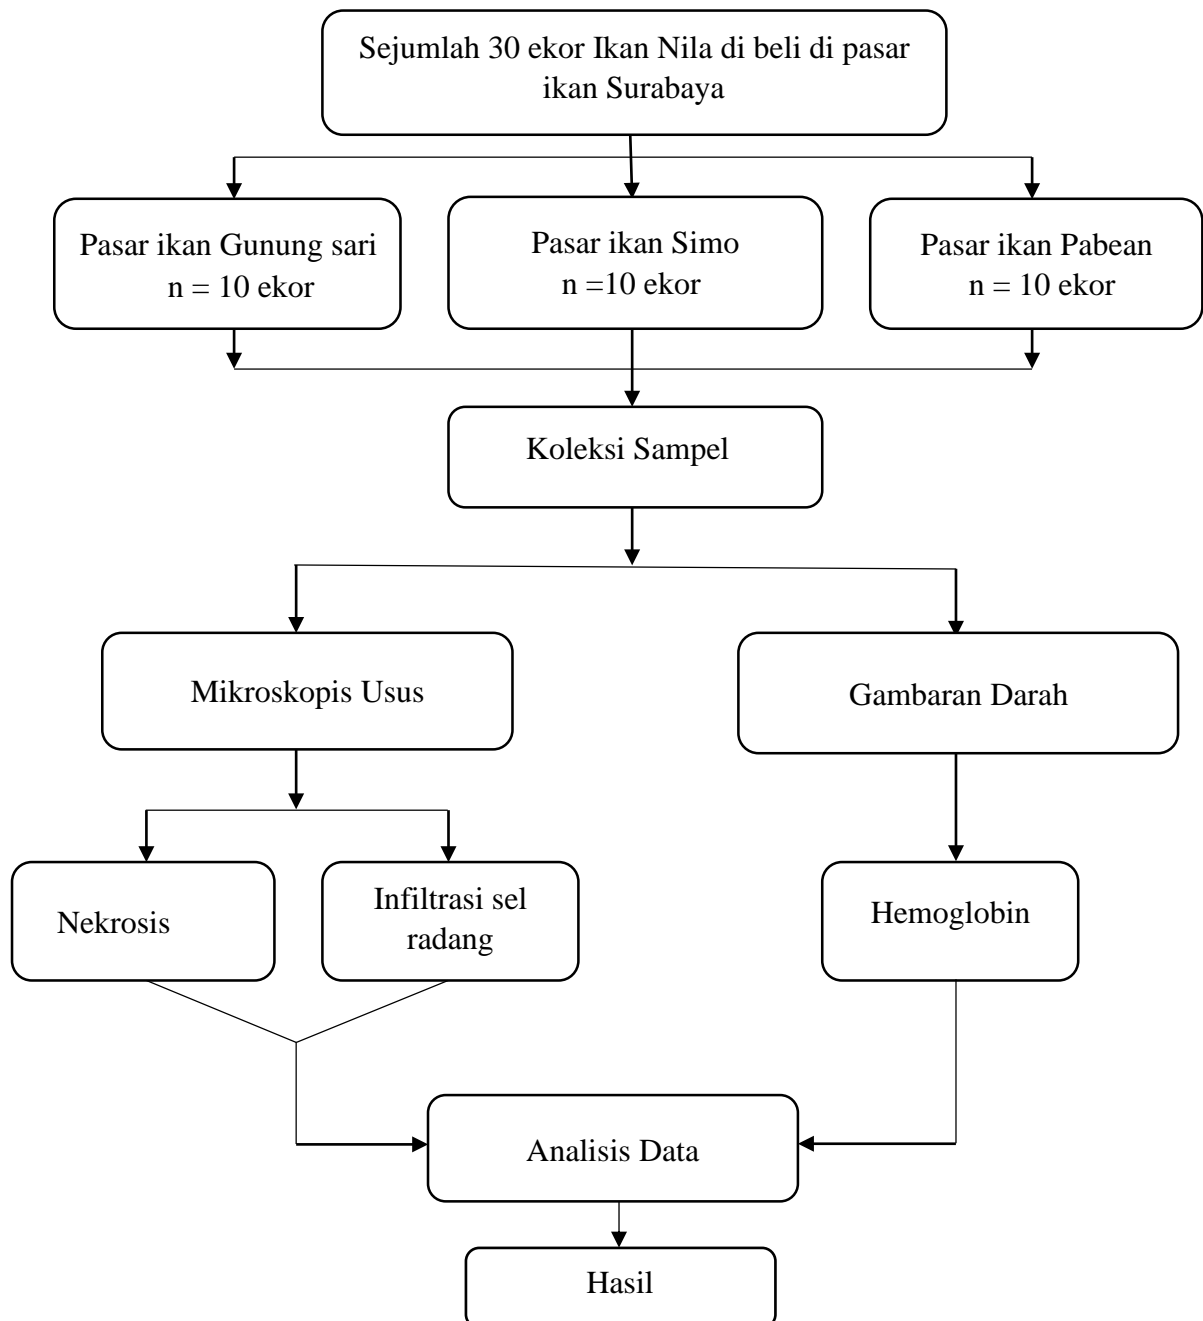 Sejumlah 30 ekor Ikan Nila di beli di pasar
ikan Surabaya
Pasar ikan Gunung sari
n = 10 ekor
Pasar ikan Simo
n =10 ekor
Pasar ikan Pabean
n = 10 ekor
Koleksi Sampel
Mikroskopis Usus
Gambaran Darah
Nekrosis
Infiltrasi sel
radang
Hemoglobin
Analisis Data
Hasil